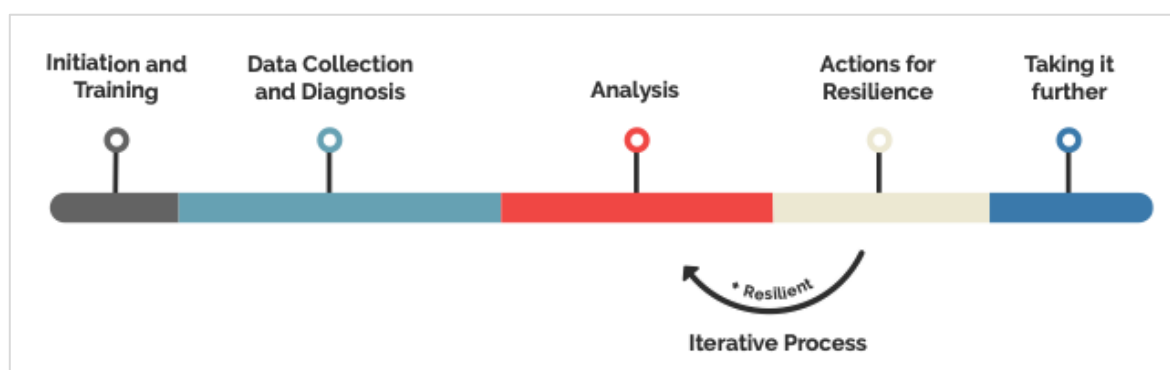 Initiation and
Training
Data Collection
and Diagnosis
Analysis
Actions for
Resilience
Taking it
further
+ Resilient
Iterative Process